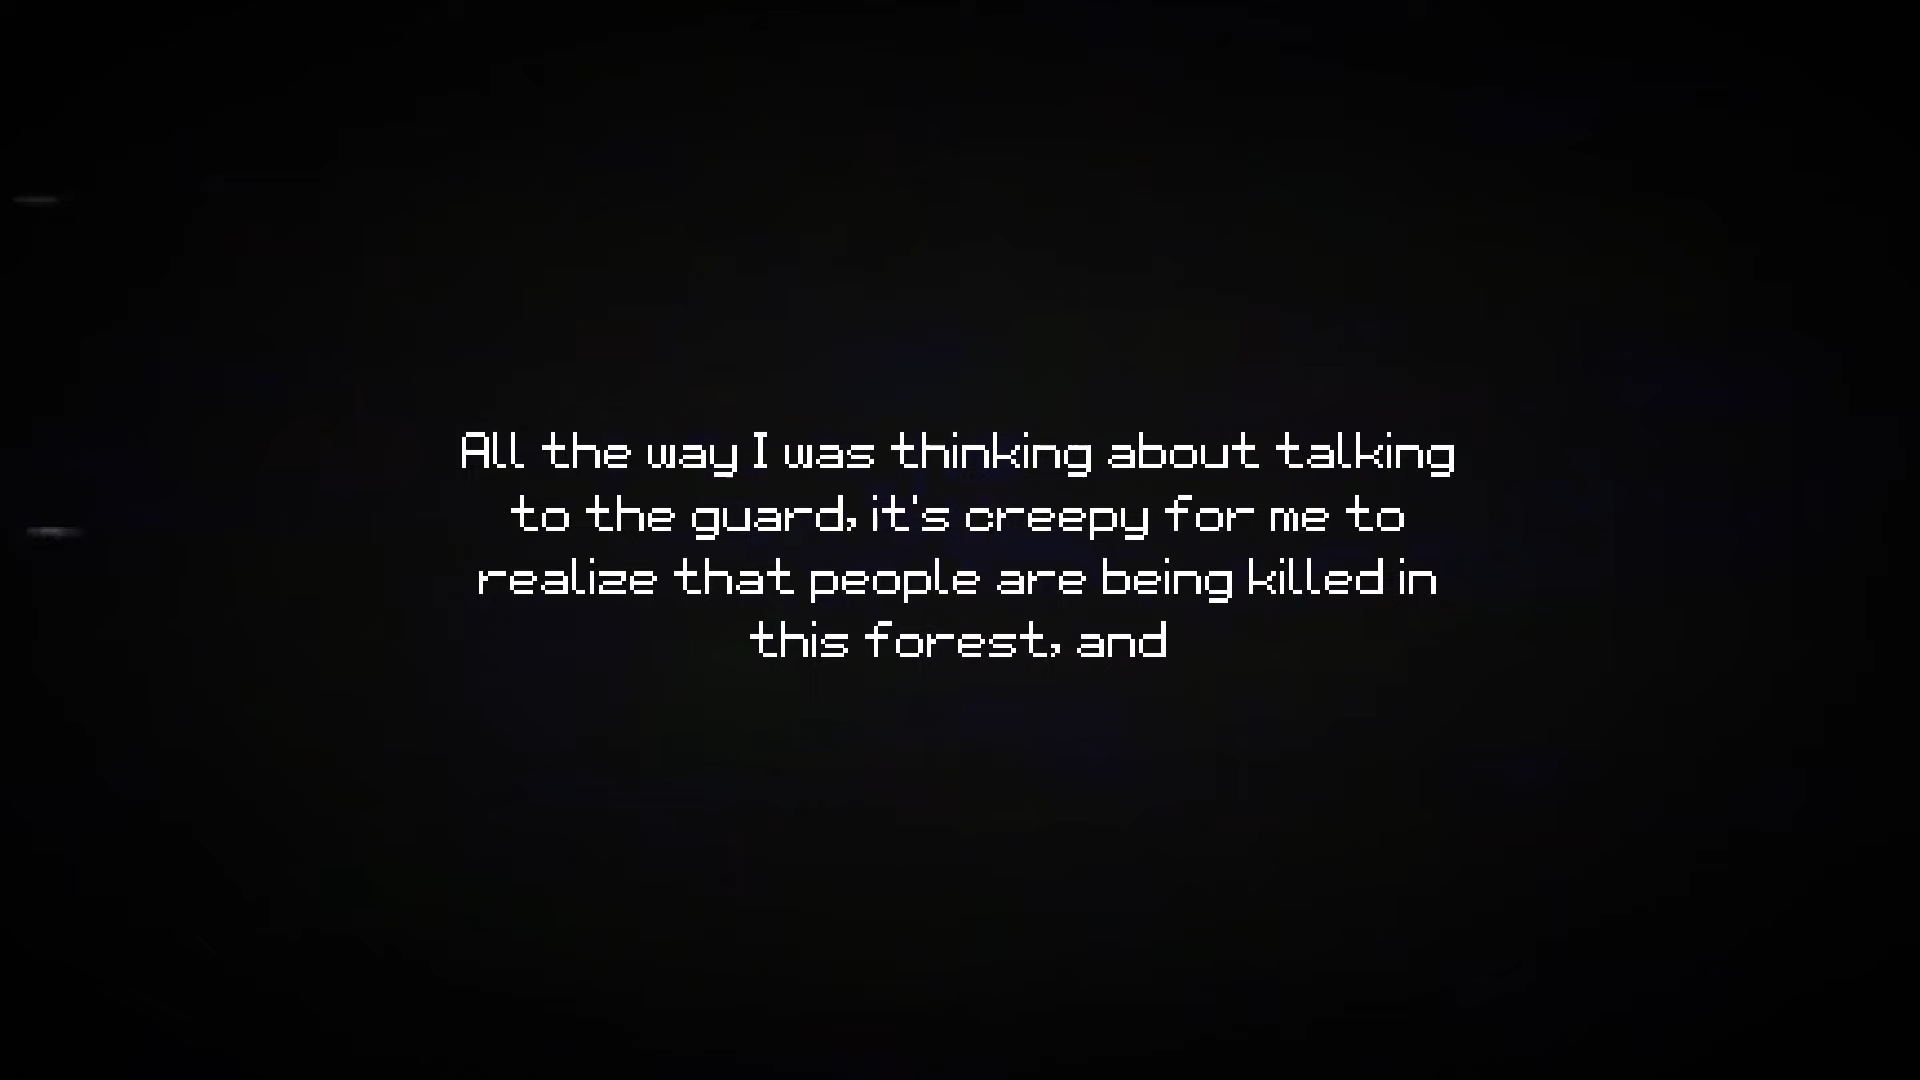 All the way I was thinking about talking
to the guard, it's creepy for me to
realize that people are being killed in
this forest, and